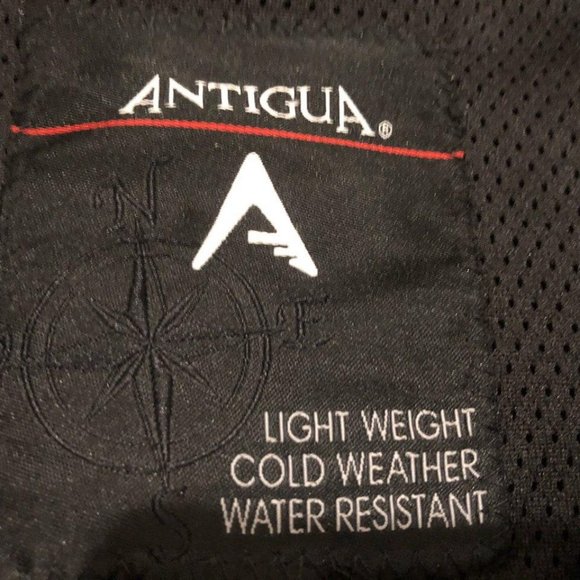 ANTIGUA®
N
E
LIGHT WEIGHT
COLD WEATHER
WATER RESISTANT
S